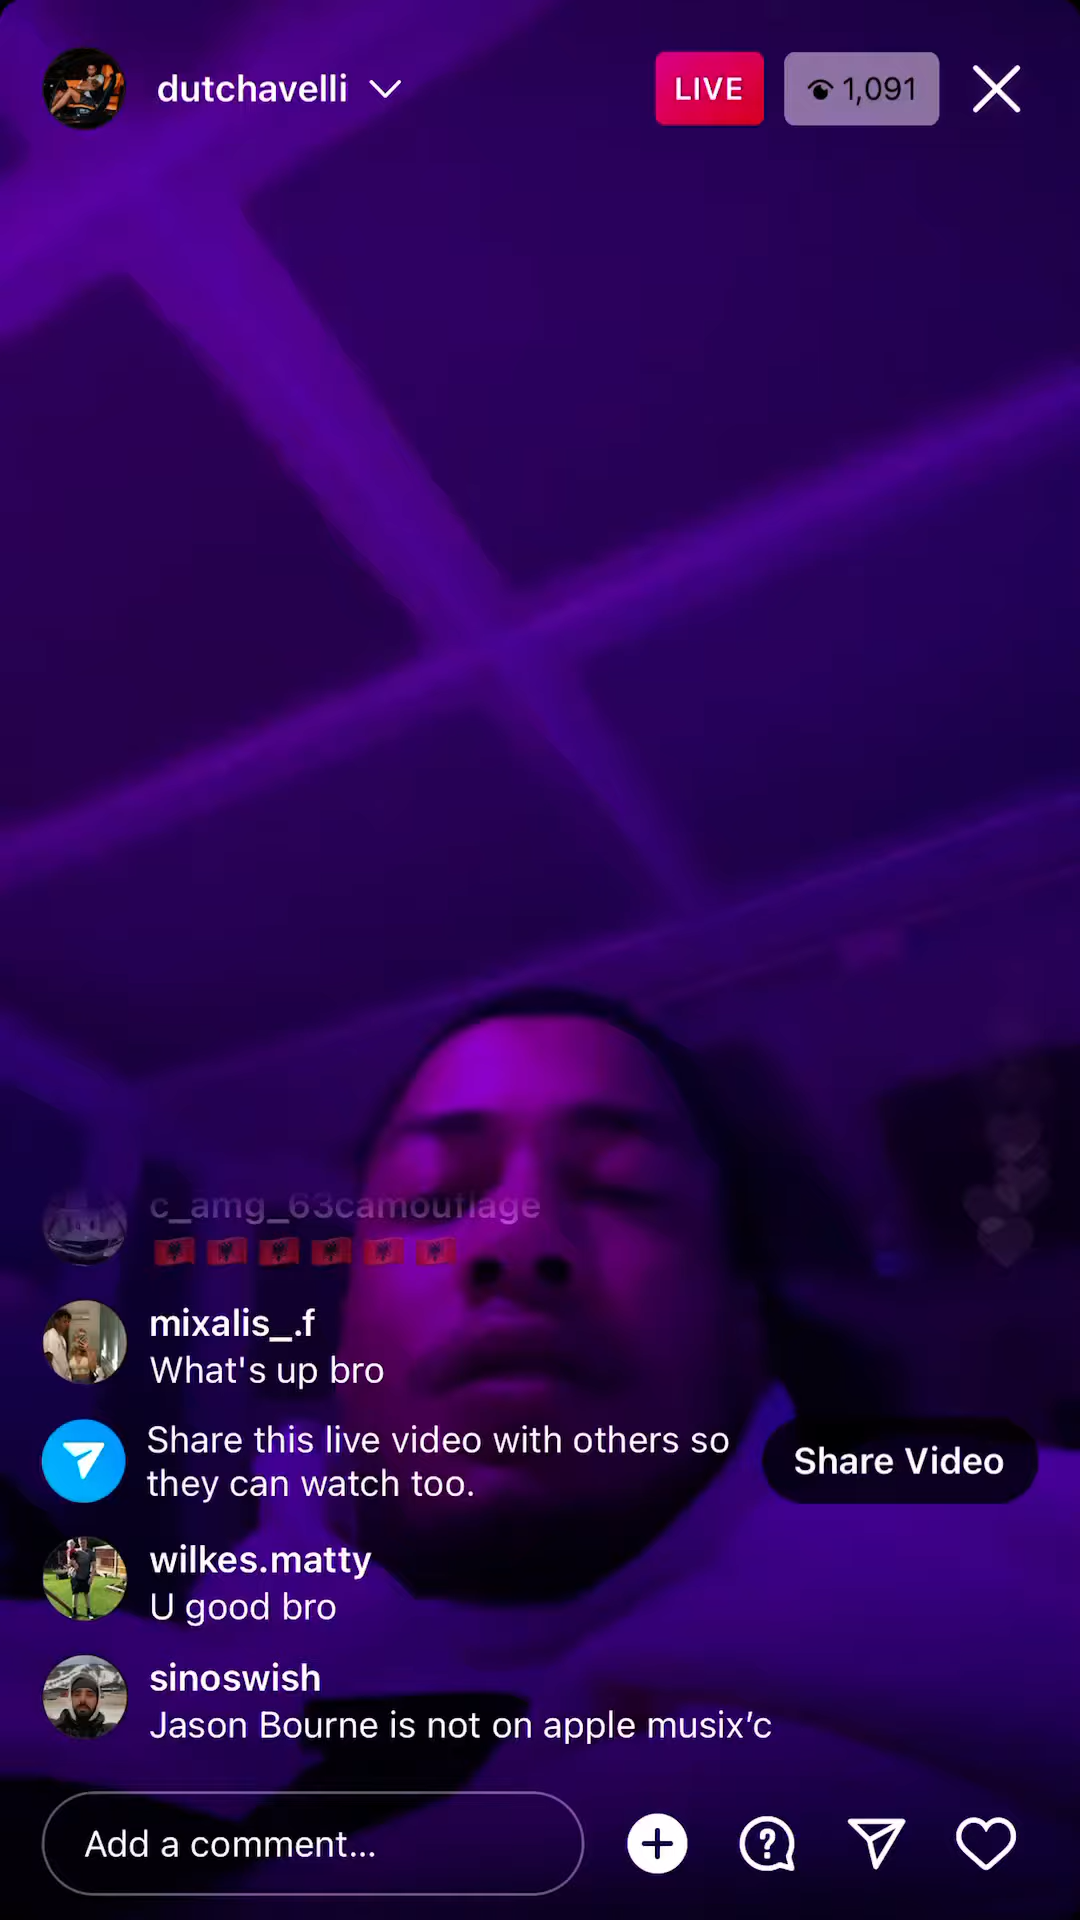 dutchavelli
LIVE
1,091
c_amg_63camouflage
🇦🇱🇦🇱🇦🇱🇦🇱🇦🇱🇦🇱
mixalis_.f
What's up bro
Share this live video with others so
they can watch too.
Share Video
wilkes.matty
U good bro
sinoswish
Jason Bourne is not on apple musix’c
Add a comment...